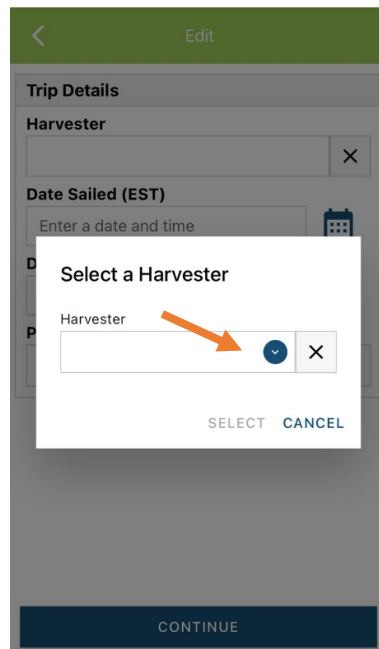 Edit
Trip Details
Harvester
Date Sailed (EST)
Enter a date and time
D
Select a Harvester
Harvester
P
SELECT CANCEL
CONTINUE